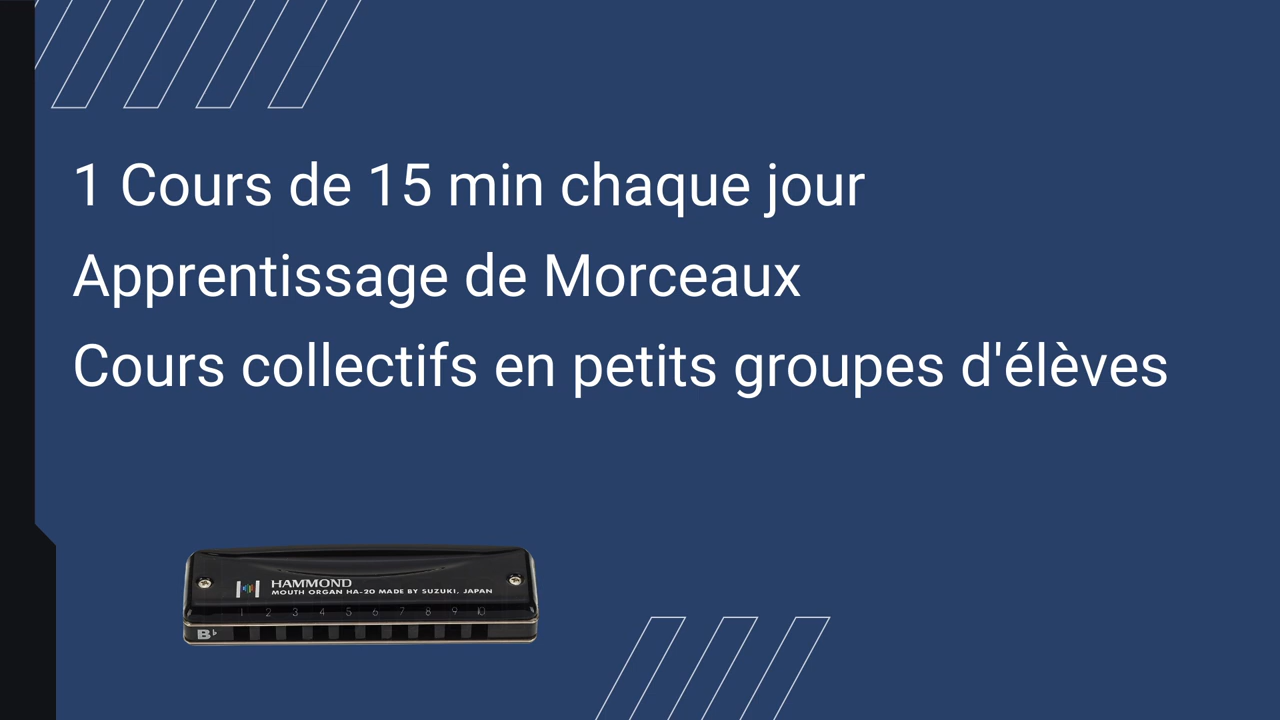 1 Cours de 15 min chaque jour
Apprentissage de Morceaux
Cours collectifs en petits groupes d'élèves
HAMMOND
MOUTH ORGAN HA-20 MADE BY SUZUKI, JAPAN
1 2 3 4 5 6 7 8 9 10
B♭